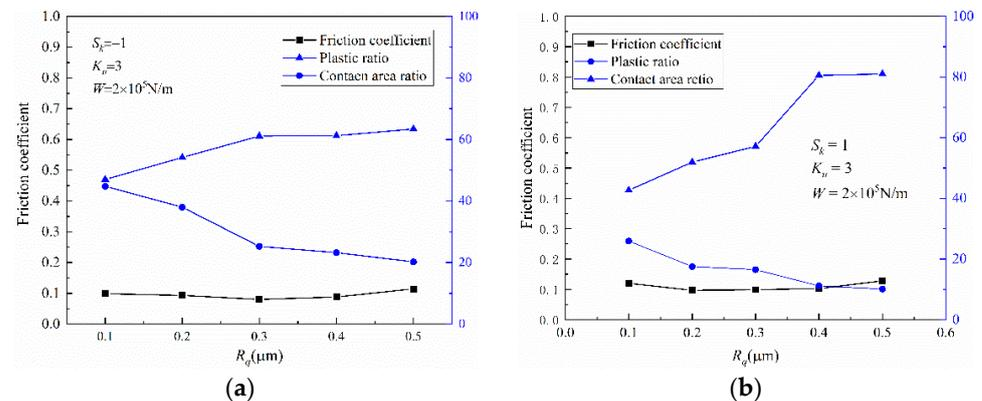 Friction coefficient
1.0
0.9
0.8
0.7
0.6
0.5
0.4
0.3
0.2
0.1
0.0
Sk=−1
Ku=3
W=2×10⁵N/m
Friction coefficient
Plastic ratio
Contacn area ratio
100
80
60
40
20
0
0.1 0.2 0.3 0.4 0.5
Rq(μm)
(a)
Friction coefficient
1.0
0.9
0.8
0.7
0.6
0.5
0.4
0.3
0.2
0.1
0.0
Friction coefficient
Plastic ratio
Contact area retio
Sk = 1
Ku = 3
W = 2×10⁵N/m
100
80
60
40
20
0
0.0 0.1 0.2 0.3 0.4 0.5 0.6
Rq(μm)
(b)